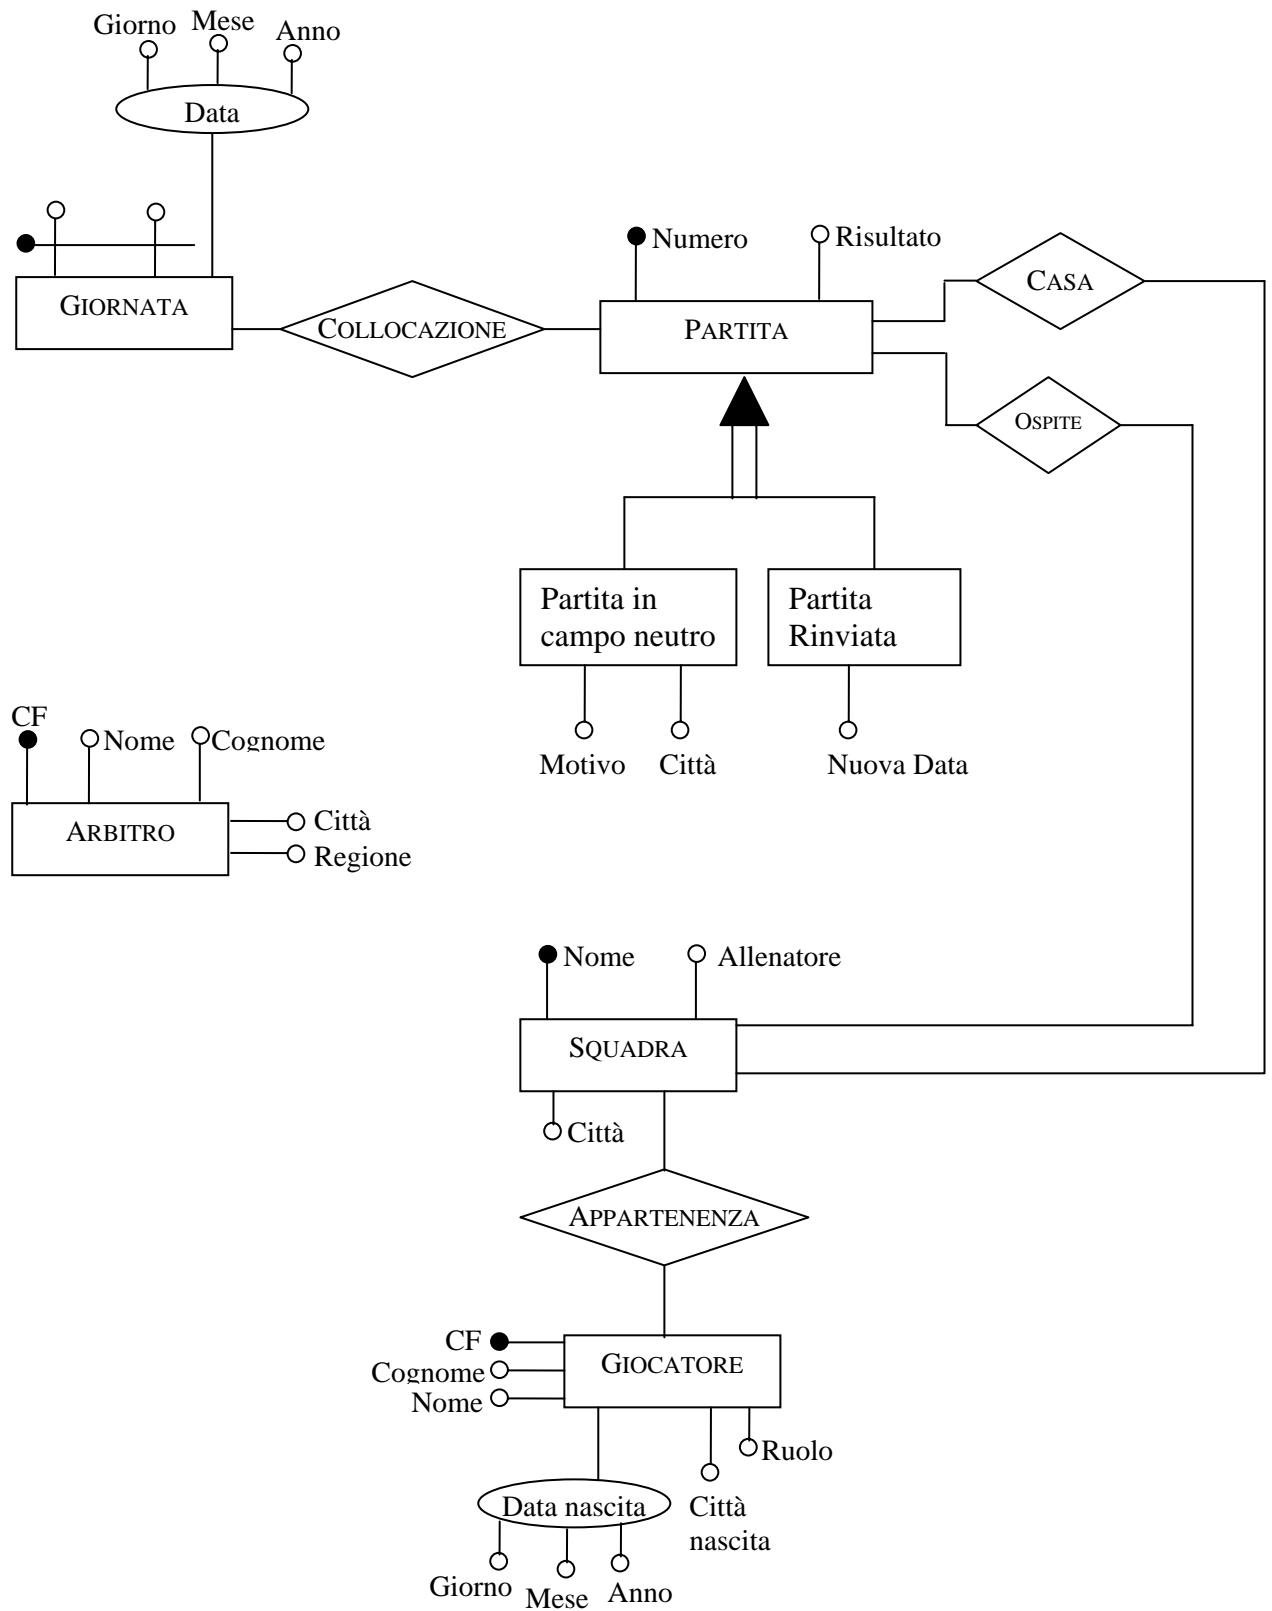 Giorno Mese Anno
Data
Numero Risultato
CASA
GIORNATA
COLLOCAZIONE
PARTITA
OSPITE
Partita in
campo neutro
Partita
Rinviata
Motivo Città Nuova Data
CF
Nome Cognome
ARBITRO
Città
Regione
Nome Allenatore
SQUADRA
Città
APPARTENENZA
CF
Cognome
Nome
GIOCATORE
Ruolo
Data nascita
Città
nascita
Giorno Mese Anno